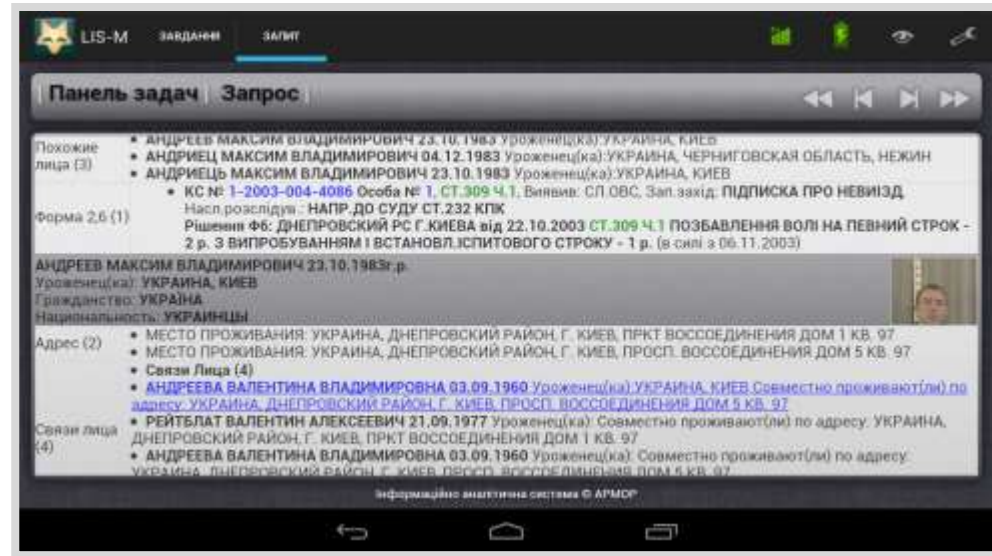 LIS-M ЗАВДАННЯ ЗАПИТ
Панель задач Запрос
АНДРЕЕВ МАКСИМ ВЛАДИМИРОВИЧ 23.10.1983 Уроженец(ка):УКРАИНА, КИЕВ
Похожие лица (3)
• АНДРИЕЦ МАКСИМ ВЛАДИМИРОВИЧ 04.12.1983 Уроженец(ка):УКРАИНА, ЧЕРНИГОВСКАЯ ОБЛАСТЬ, НЕЖИН
• АНДРИЕЦЬ МАКСИМ ВЛАДИМИРОВИЧ 23.10.1983 Уроженец(ка):УКРАИНА, КИЕВ
Форма 2,6 (1)
• КС № 1-2003-004-4086 Особа № 1, СТ.309 Ч.1, Виявив: СЛ.ОВС, Зап.захід: ПІДПИСКА ПРО НЕВИЇЗД,
Насл.розслідув.: НАПР.ДО СУДУ СТ.232 КПК
Рішення Ф6: ДНЕПРОВСКИЙ РС Г.КИЕВА від 22.10.2003 СТ.309 Ч.1 ПОЗБАВЛЕННЯ ВОЛІ НА ПЕВНИЙ СТРОК -
2 р. З ВИПРОБУВАННЯМ І ВСТАНОВЛ.ІСПИТОВОГО СТРОКУ - 1 р. (в силі з 06.11.2003)
АНДРЕЕВ МАКСИМ ВЛАДИМИРОВИЧ 23.10.1983г.р.
Уроженец(ка): УКРАИНА, КИЕВ
Гражданство: УКРАЇНА
Национальность: УКРАИНЦЫ
Адрес (2)
• МЕСТО ПРОЖИВАНИЯ: УКРАИНА, ДНЕПРОВСКИЙ РАЙОН, Г. КИЕВ, ПРКТ ВОССОЕДИНЕНИЯ ДОМ 1 КВ. 97
• МЕСТО ПРОЖИВАНИЯ: УКРАИНА, ДНЕПРОВСКИЙ РАЙОН, Г. КИЕВ, ПРОСП. ВОССОЕДИНЕНИЯ ДОМ 5 КВ. 97
• Связи Лица (4)
• АНДРЕЕВА ВАЛЕНТИНА ВЛАДИМИРОВНА 03.09.1960 Уроженец(ка):УКРАИНА, КИЕВ Совместно проживают(ли) по
адресу: УКРАИНА, ДНЕПРОВСКИЙ РАЙОН, Г. КИЕВ, ПРОСП. ВОССОЕДИНЕНИЯ ДОМ 5 КВ. 97
Связи лица (4)
• РЕЙТБЛАТ ВАЛЕНТИН АЛЕКСЕЕВИЧ 21.09.1977 Уроженец(ка): Совместно проживают(ли) по адресу: УКРАИНА,
ДНЕПРОВСКИЙ РАЙОН, Г. КИЕВ, ПРКТ ВОССОЕДИНЕНИЯ ДОМ 1 КВ. 97
• АНДРЕЕВА ВАЛЕНТИНА ВЛАДИМИРОВНА 03.09.1960 Уроженец(ка): Совместно проживают(ли) по адресу:
УКРАИНА, ДНЕПРОВСКИЙ РАЙОН, Г. КИЕВ, ПРОСП. ВОССОЕДИНЕНИЯ ДОМ 5 КВ. 97
Інформаційно аналітична система © АРМОР